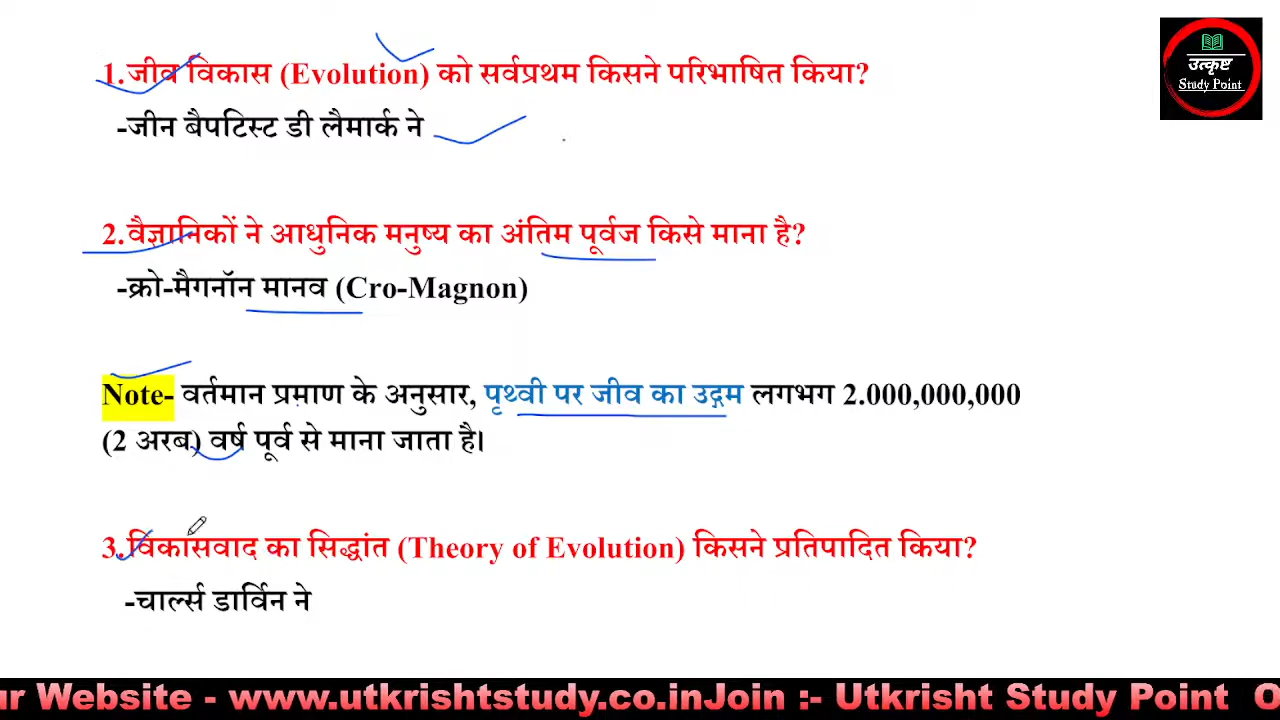 1.जीव विकास (Evolution) को सर्वप्रथम किसने परिभाषित किया?
-जीन बैपटिस्ट डी लैमार्क ने
उत्कृष्ट
Study Point
2.वैज्ञानिकों ने आधुनिक मनुष्य का अंतिम पूर्वज किसे माना है?
-क्रो-मैगनॉन मानव (Cro-Magnon)
Note- वर्तमान प्रमाण के अनुसार, पृथ्वी पर जीव का उद्गम लगभग 2.000,000,000
(2 अरब) वर्ष पूर्व से माना जाता है।
3.विकासवाद का सिद्धांत (Theory of Evolution) किसने प्रतिपादित किया?
-चार्ल्स डार्विन ने
ur Website - www.utkrishtstudy.co.inJoin :- Utkrisht Study Point O